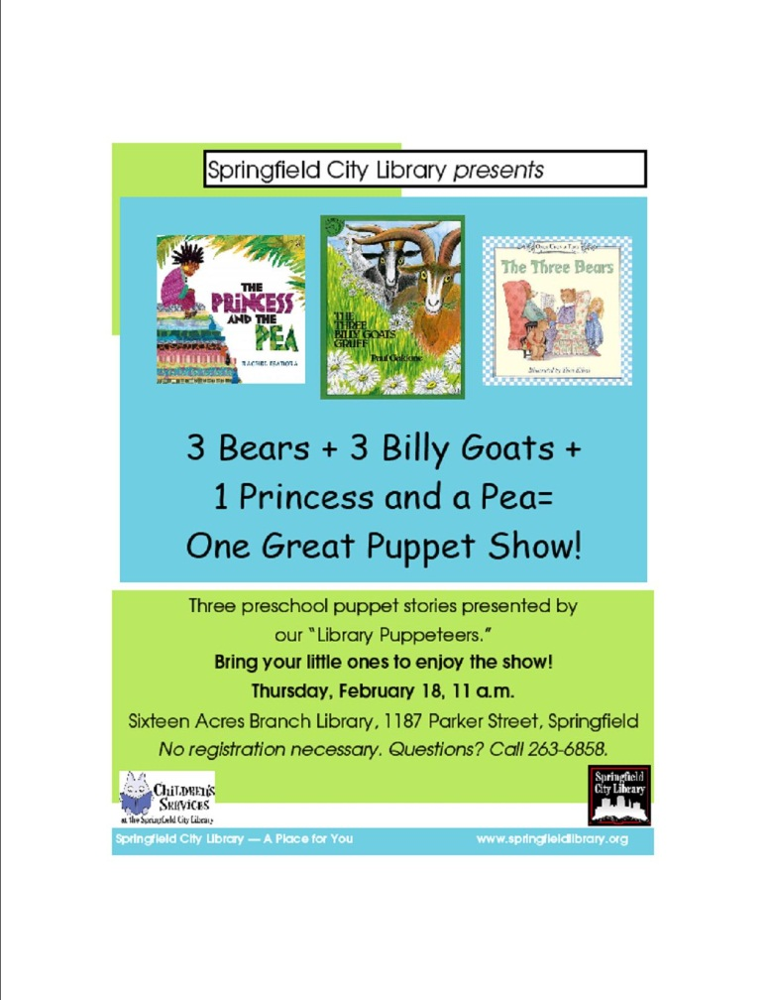 Springfield City Library presents
THE
PRINCESS
AND THE
PEA
THE
THREE
BILLY GOATS
GRUFF
Paul Galdone
Once Upon a Time
The Three Bears
3 Bears + 3 Billy Goats +
1 Princess and a Pea=
One Great Puppet Show!
Three preschool puppet stories presented by
our “Library Puppeteers.”
Bring your little ones to enjoy the show!
Thursday, February 18, 11 a.m.
Sixteen Acres Branch Library, 1187 Parker Street, Springfield
No registration necessary. Questions? Call 263-6858.
CHILDREN'S
SERVICES
at the Springfield City Library
Springfield
City Library
Springfield City Library — A Place for You
www.springfieldlibrary.org